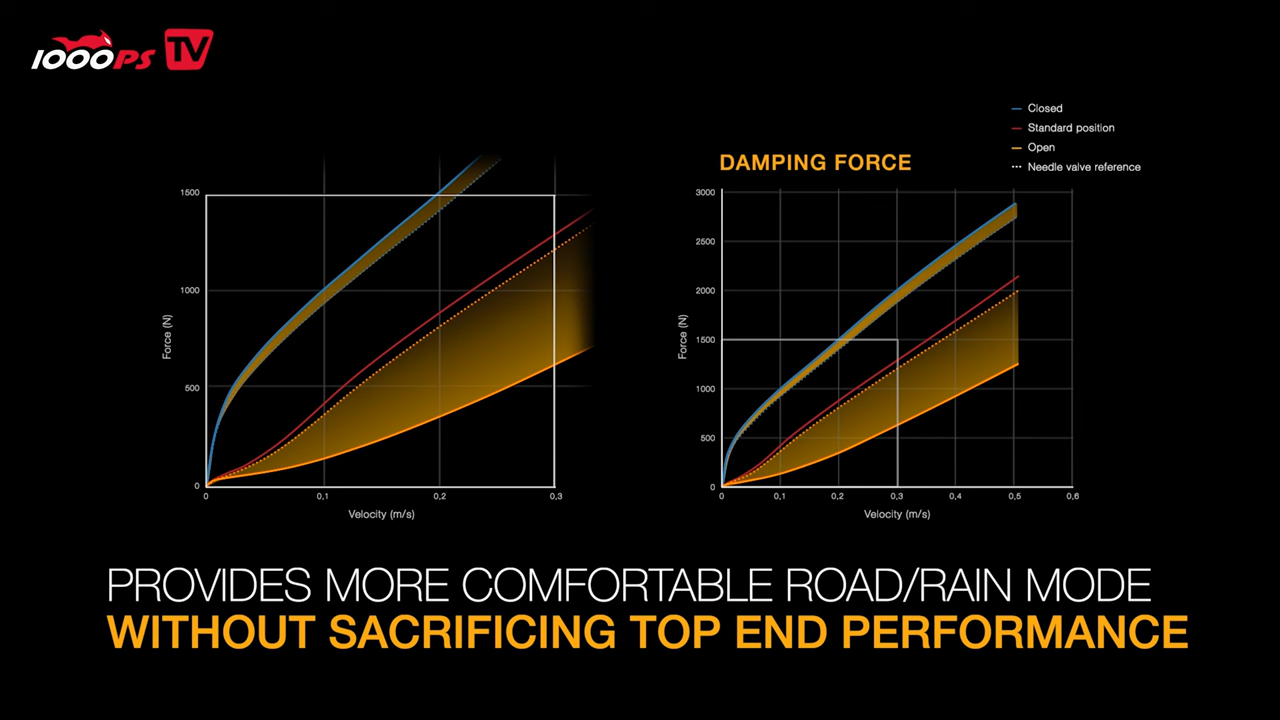 1000PS TV
Closed
Standard position
Open
Needle valve reference
DAMPING FORCE
1500
1000
500
0
Force (N)
0 0,1 0,2 0,3
Velocity (m/s)
3000
2500
2000
1500
1000
500
0
Force (N)
0 0,1 0,2 0,3 0,4 0,5 0,6
Velocity (m/s)
PROVIDES MORE COMFORTABLE ROAD/RAIN MODE
WITHOUT SACRIFICING TOP END PERFORMANCE